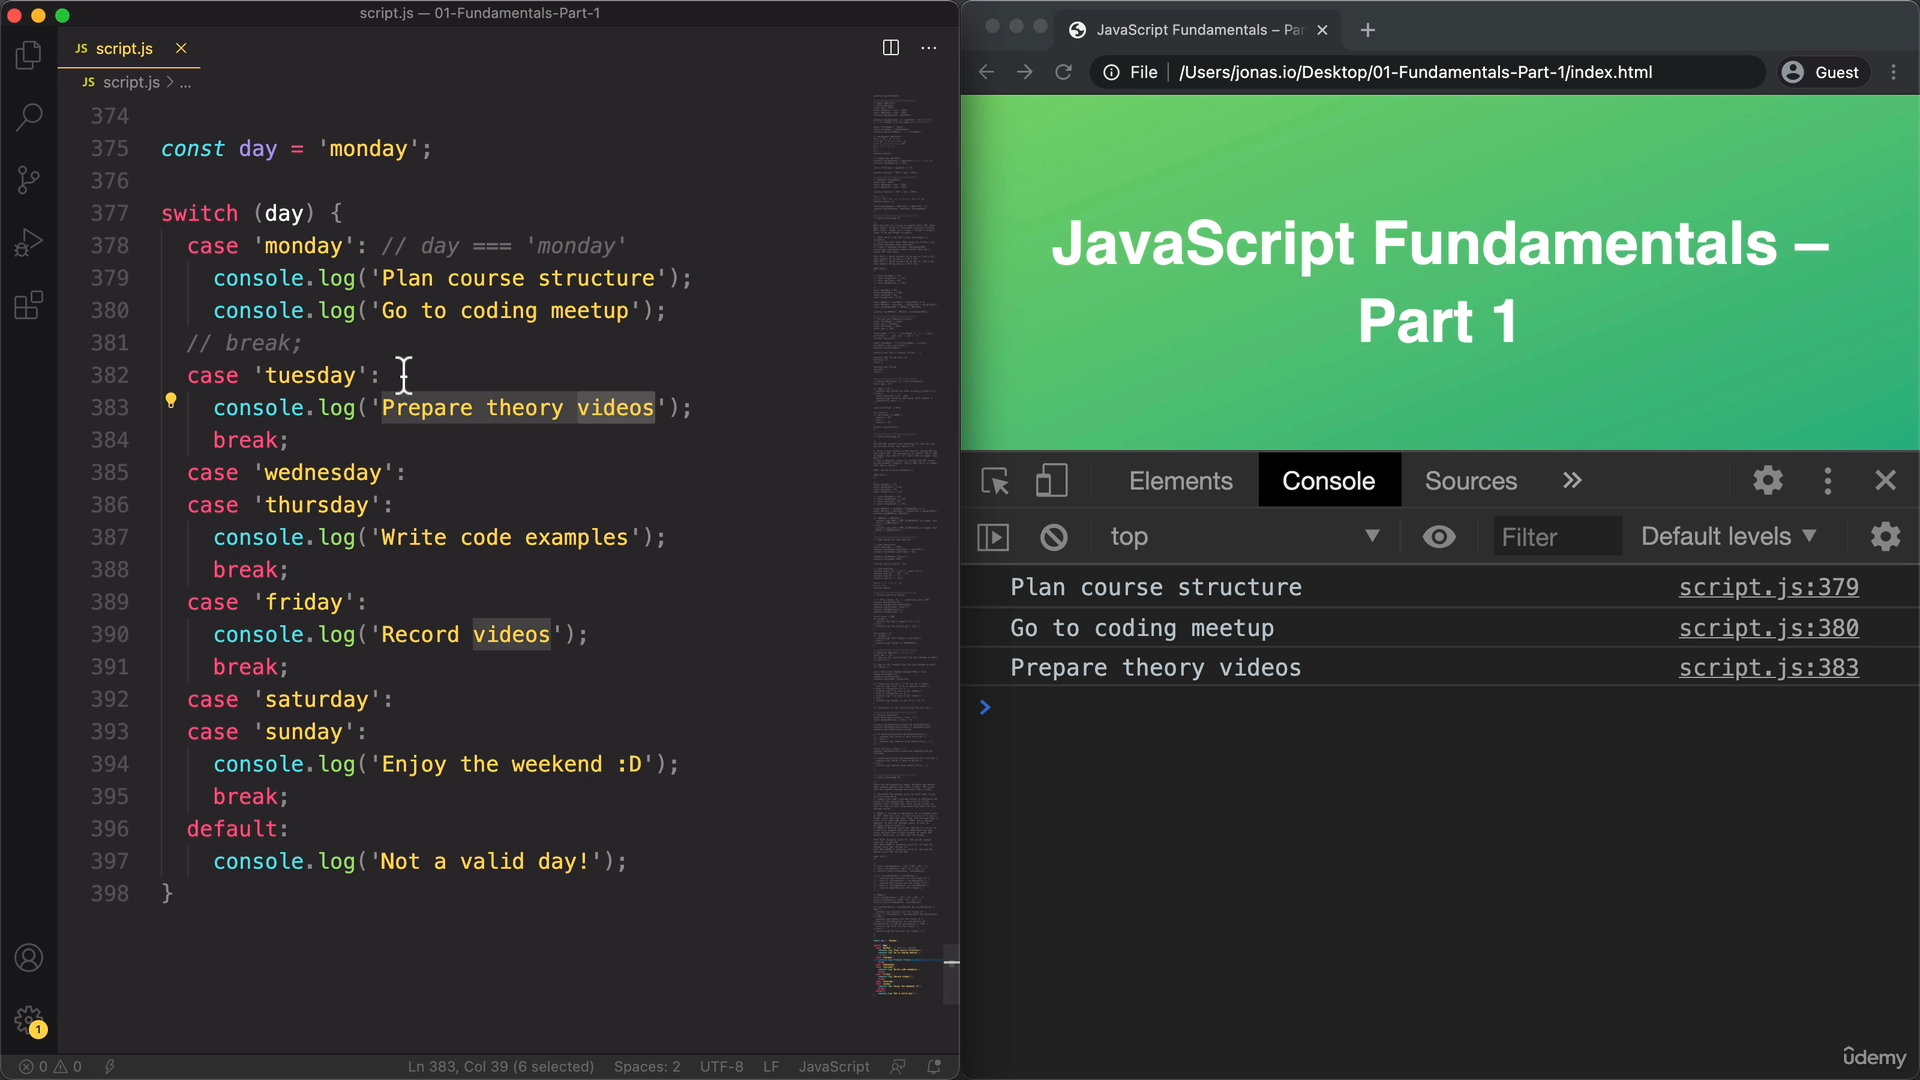 script.js — 01-Fundamentals-Part-1
JS script.js
JS script.js > ...
374
375 const day = 'monday';
376
377 switch (day) {
378 case 'monday': // day === 'monday'
379 console.log('Plan course structure');
380 console.log('Go to coding meetup');
381 // break;
382 case 'tuesday':
383 console.log('Prepare theory videos');
384 break;
385 case 'wednesday':
386 case 'thursday':
387 console.log('Write code examples');
388 break;
389 case 'friday':
390 console.log('Record videos');
391 break;
392 case 'saturday':
393 case 'sunday':
394 console.log('Enjoy the weekend :D');
395 break;
396 default:
397 console.log('Not a valid day!');
398 }
1
0 0
Ln 383, Col 39 (6 selected) Spaces: 2 UTF-8 LF JavaScript
JavaScript Fundamentals – Par
File /Users/jonas.io/Desktop/01-Fundamentals-Part-1/index.html Guest
JavaScript Fundamentals –
Part 1
Elements Console Sources
top Filter Default levels
Plan course structure script.js:379
Go to coding meetup script.js:380
Prepare theory videos script.js:383
ûdemy